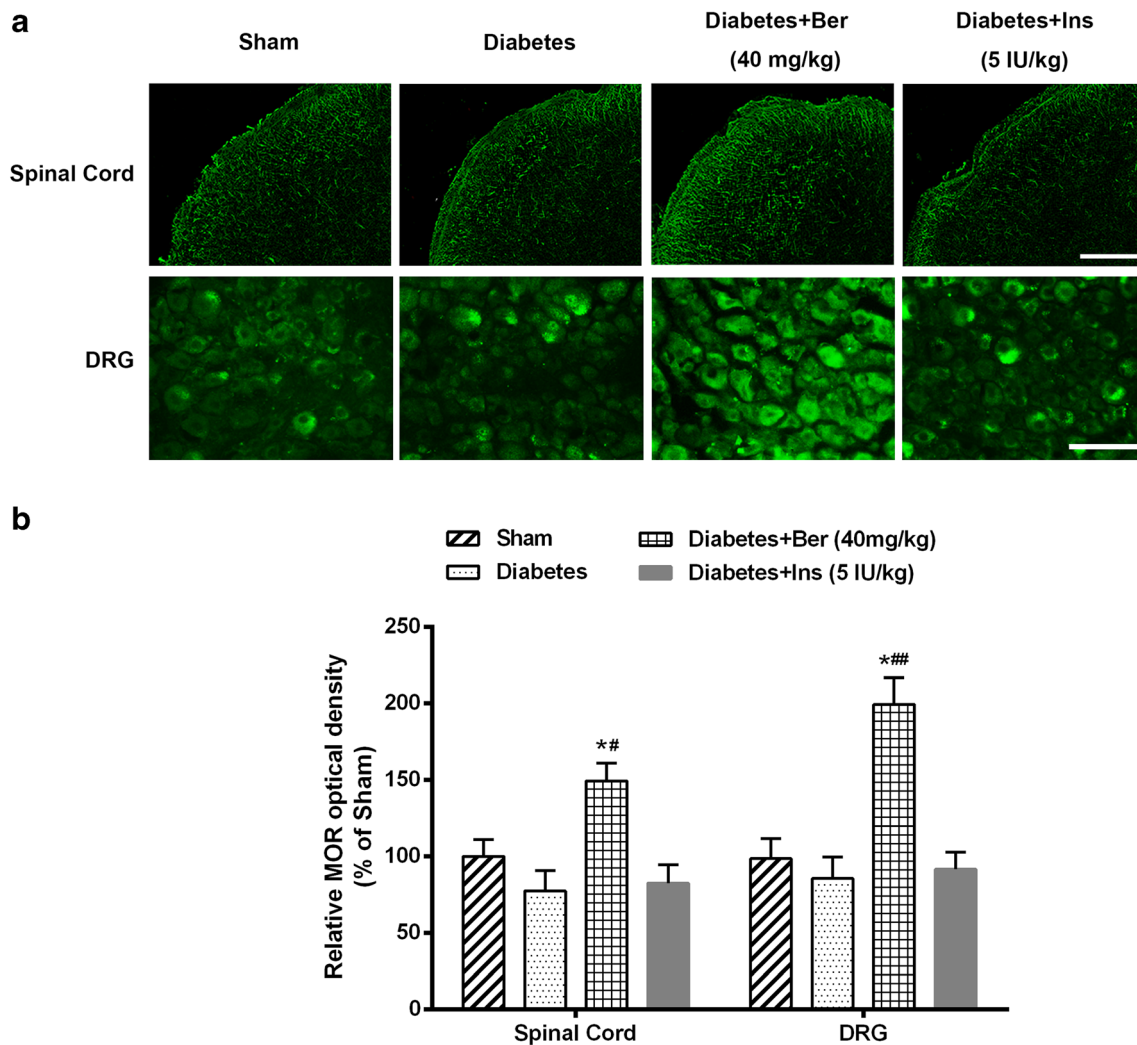 a
Sham
Diabetes
Diabetes+Ber
(40 mg/kg)
Diabetes+Ins
(5 IU/kg)
Spinal Cord
DRG
b
Sham
Diabetes
Diabetes+Ber (40mg/kg)
Diabetes+Ins (5 IU/kg)
Relative MOR optical density
(% of Sham)
250
200
150
100
50
0
*#
*##
Spinal Cord
DRG